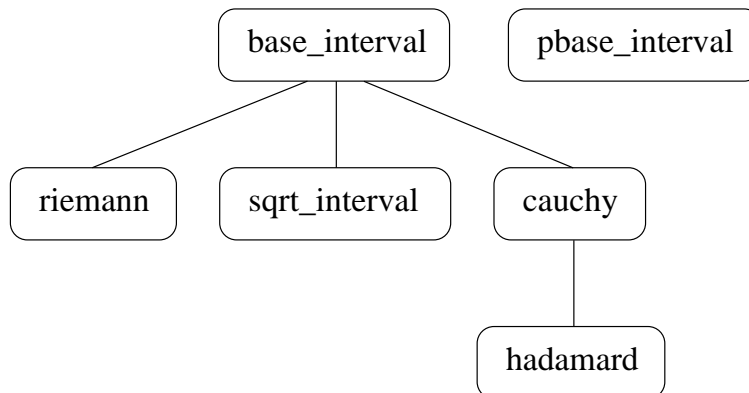 base_interval
pbase_interval
riemann
sqrt_interval
cauchy
hadamard